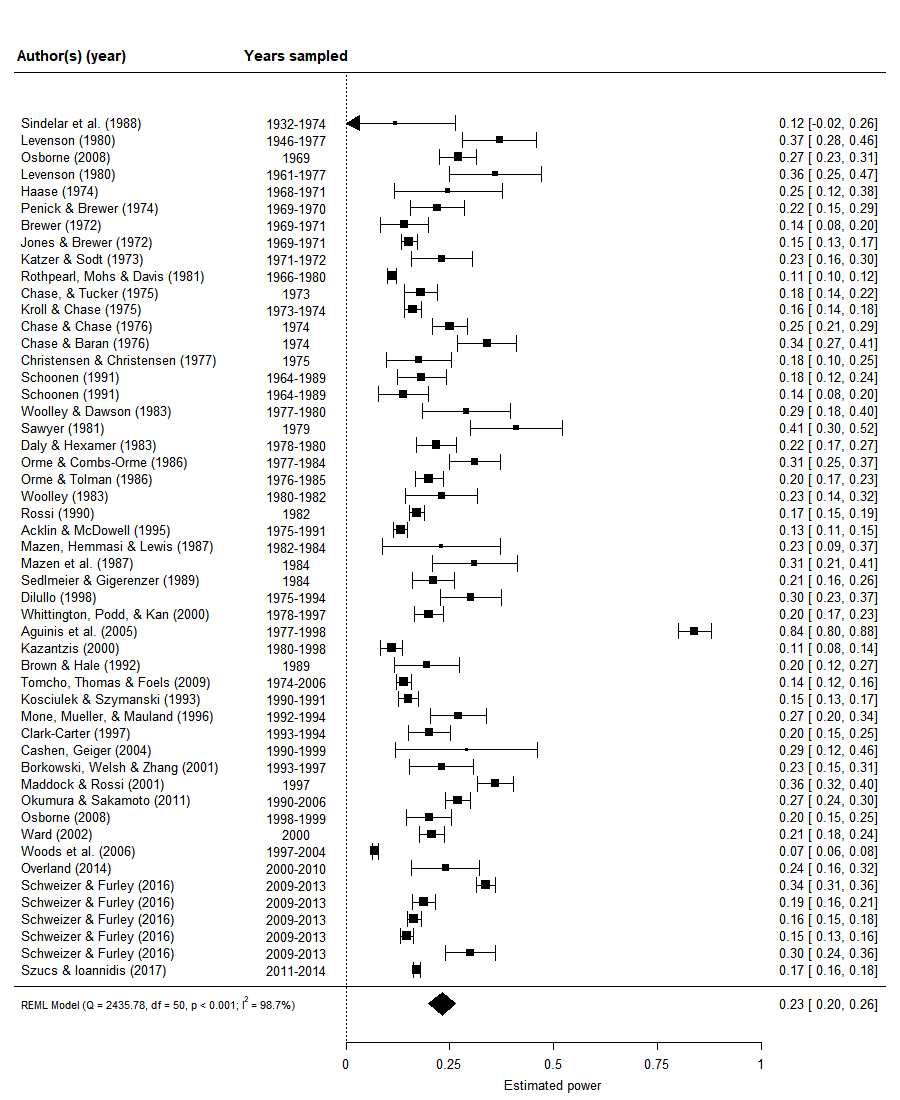 Author(s) (year) Years sampled
Sindelar et al. (1988) 1932-1974 0.12 [-0.02, 0.26]
Levenson (1980) 1946-1977 0.37 [ 0.28, 0.46]
Osborne (2008) 1969 0.27 [ 0.23, 0.31]
Levenson (1980) 1961-1977 0.36 [ 0.25, 0.47]
Haase (1974) 1968-1971 0.25 [ 0.12, 0.38]
Penick & Brewer (1974) 1969-1970 0.22 [ 0.15, 0.29]
Brewer (1972) 1969-1971 0.14 [ 0.08, 0.20]
Jones & Brewer (1972) 1969-1971 0.15 [ 0.13, 0.17]
Katzer & Sodt (1973) 1971-1972 0.23 [ 0.16, 0.30]
Rothpearl, Mohs & Davis (1981) 1966-1980 0.11 [ 0.10, 0.12]
Chase, & Tucker (1975) 1973 0.18 [ 0.14, 0.22]
Kroll & Chase (1975) 1973-1974 0.16 [ 0.14, 0.18]
Chase & Chase (1976) 1974 0.25 [ 0.21, 0.29]
Chase & Baran (1976) 1974 0.34 [ 0.27, 0.41]
Christensen & Christensen (1977) 1975 0.18 [ 0.10, 0.25]
Schoonen (1991) 1964-1989 0.18 [ 0.12, 0.24]
Schoonen (1991) 1964-1989 0.14 [ 0.08, 0.20]
Woolley & Dawson (1983) 1977-1980 0.29 [ 0.18, 0.40]
Sawyer (1981) 1979 0.41 [ 0.30, 0.52]
Daly & Hexamer (1983) 1978-1980 0.22 [ 0.17, 0.27]
Orme & Combs-Orme (1986) 1977-1984 0.31 [ 0.25, 0.37]
Orme & Tolman (1986) 1976-1985 0.20 [ 0.17, 0.23]
Woolley (1983) 1980-1982 0.23 [ 0.14, 0.32]
Rossi (1990) 1982 0.17 [ 0.15, 0.19]
Acklin & McDowell (1995) 1975-1991 0.13 [ 0.11, 0.15]
Mazen, Hemmasi & Lewis (1987) 1982-1984 0.23 [ 0.09, 0.37]
Mazen et al. (1987) 1984 0.31 [ 0.21, 0.41]
Sedlmeier & Gigerenzer (1989) 1984 0.21 [ 0.16, 0.26]
Dilullo (1998) 1975-1994 0.30 [ 0.23, 0.37]
Whittington, Podd, & Kan (2000) 1978-1997 0.20 [ 0.17, 0.23]
Aguinis et al. (2005) 1977-1998 0.84 [ 0.80, 0.88]
Kazantzis (2000) 1980-1998 0.11 [ 0.08, 0.14]
Brown & Hale (1992) 1989 0.20 [ 0.12, 0.27]
Tomcho, Thomas & Foels (2009) 1974-2006 0.14 [ 0.12, 0.16]
Kosciulek & Szymanski (1993) 1990-1991 0.15 [ 0.13, 0.17]
Mone, Mueller, & Mauland (1996) 1992-1994 0.27 [ 0.20, 0.34]
Clark-Carter (1997) 1993-1994 0.20 [ 0.15, 0.25]
Cashen, Geiger (2004) 1990-1999 0.29 [ 0.12, 0.46]
Borkowski, Welsh & Zhang (2001) 1993-1997 0.23 [ 0.15, 0.31]
Maddock & Rossi (2001) 1997 0.36 [ 0.32, 0.40]
Okumura & Sakamoto (2011) 1990-2006 0.27 [ 0.24, 0.30]
Osborne (2008) 1998-1999 0.20 [ 0.15, 0.25]
Ward (2002) 2000 0.21 [ 0.18, 0.24]
Woods et al. (2006) 1997-2004 0.07 [ 0.06, 0.08]
Overland (2014) 2000-2010 0.24 [ 0.16, 0.32]
Schweizer & Furley (2016) 2009-2013 0.34 [ 0.31, 0.36]
Schweizer & Furley (2016) 2009-2013 0.19 [ 0.16, 0.21]
Schweizer & Furley (2016) 2009-2013 0.16 [ 0.15, 0.18]
Schweizer & Furley (2016) 2009-2013 0.15 [ 0.13, 0.16]
Schweizer & Furley (2016) 2009-2013 0.30 [ 0.24, 0.36]
Szucs & Ioannidis (2017) 2011-2014 0.17 [ 0.16, 0.18]
REML Model (Q = 2435.78, df = 50, p < 0.001; I² = 98.7%) 0.23 [ 0.20, 0.26]
0 0.25 0.5 0.75 1
Estimated power